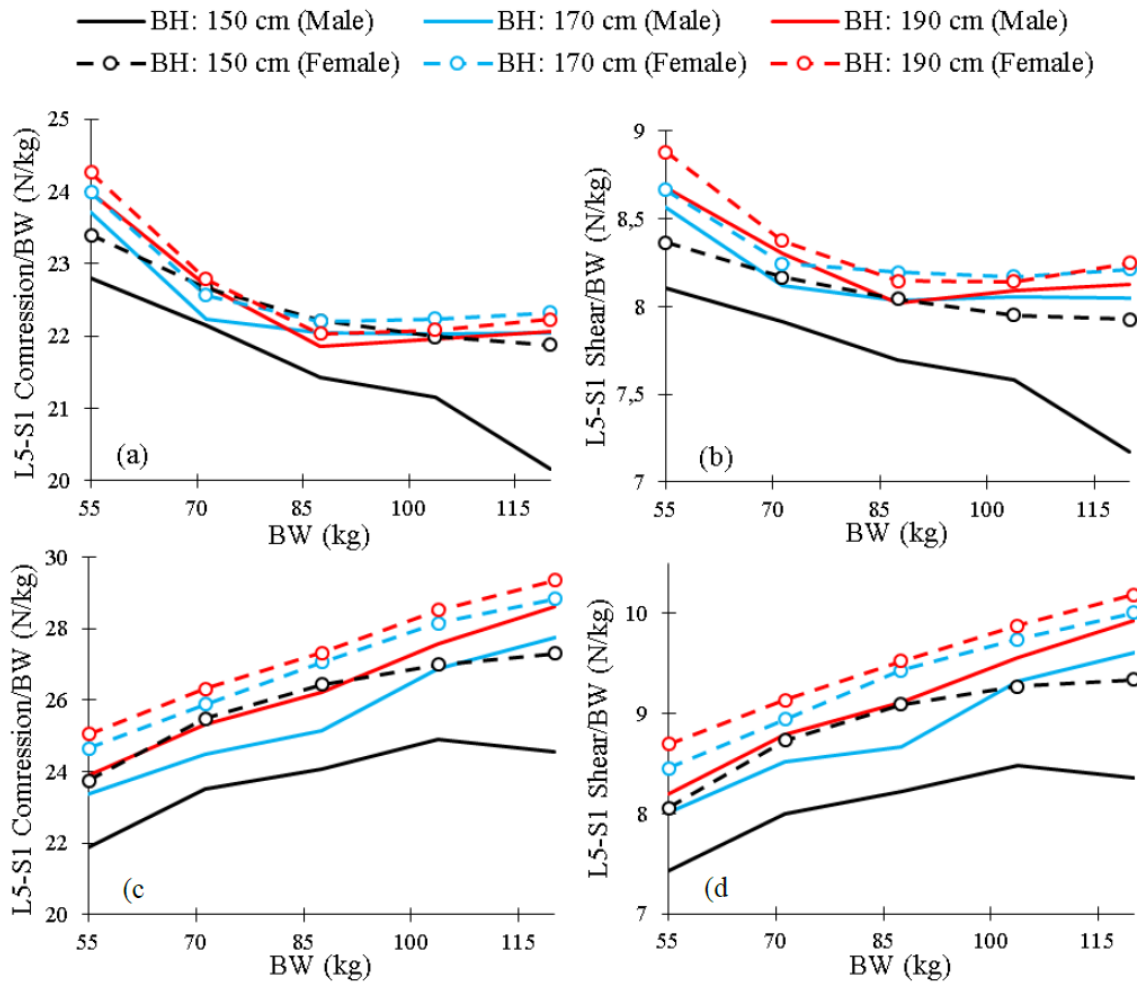 BH: 150 cm (Male) BH: 170 cm (Male) BH: 190 cm (Male)
BH: 150 cm (Female) BH: 170 cm (Female) BH: 190 cm (Female)
L5-S1 Comression/BW (N/kg)
25
24
23
22
21
20
(a)
55 70 85 100 115
BW (kg)
L5-S1 Shear/BW (N/kg)
9
8,5
8
7,5
7
(b)
55 70 85 100 115
BW (kg)
L5-S1 Comression/BW (N/kg)
30
28
26
24
22
20
(c
55 70 85 100 115
BW (kg)
L5-S1 Shear/BW (N/kg)
10
9
8
7
(d
55 70 85 100 115
BW (kg)